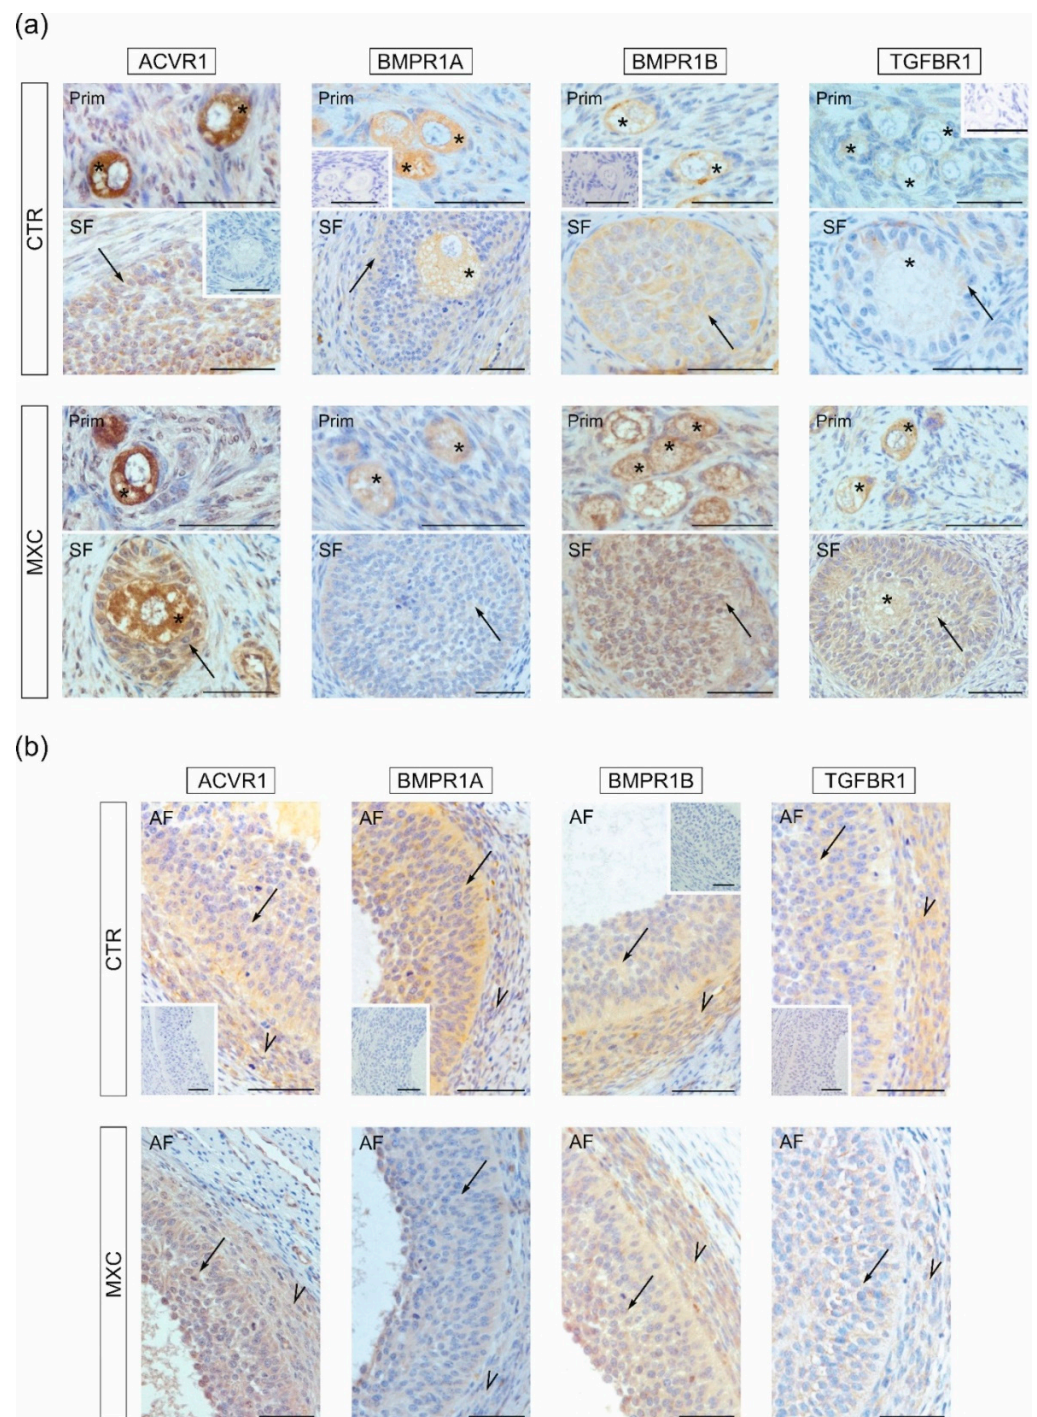 (a)
ACVR1 BMPR1A BMPR1B TGFBR1
CTR
Prim Prim Prim Prim
* * * * * * * * *
SF SF SF SF
* *
MXC
Prim Prim Prim Prim
* * * * * * * *
SF SF SF SF
* *
(b)
ACVR1 BMPR1A BMPR1B TGFBR1
CTR
AF AF AF AF
MXC
AF AF AF AF